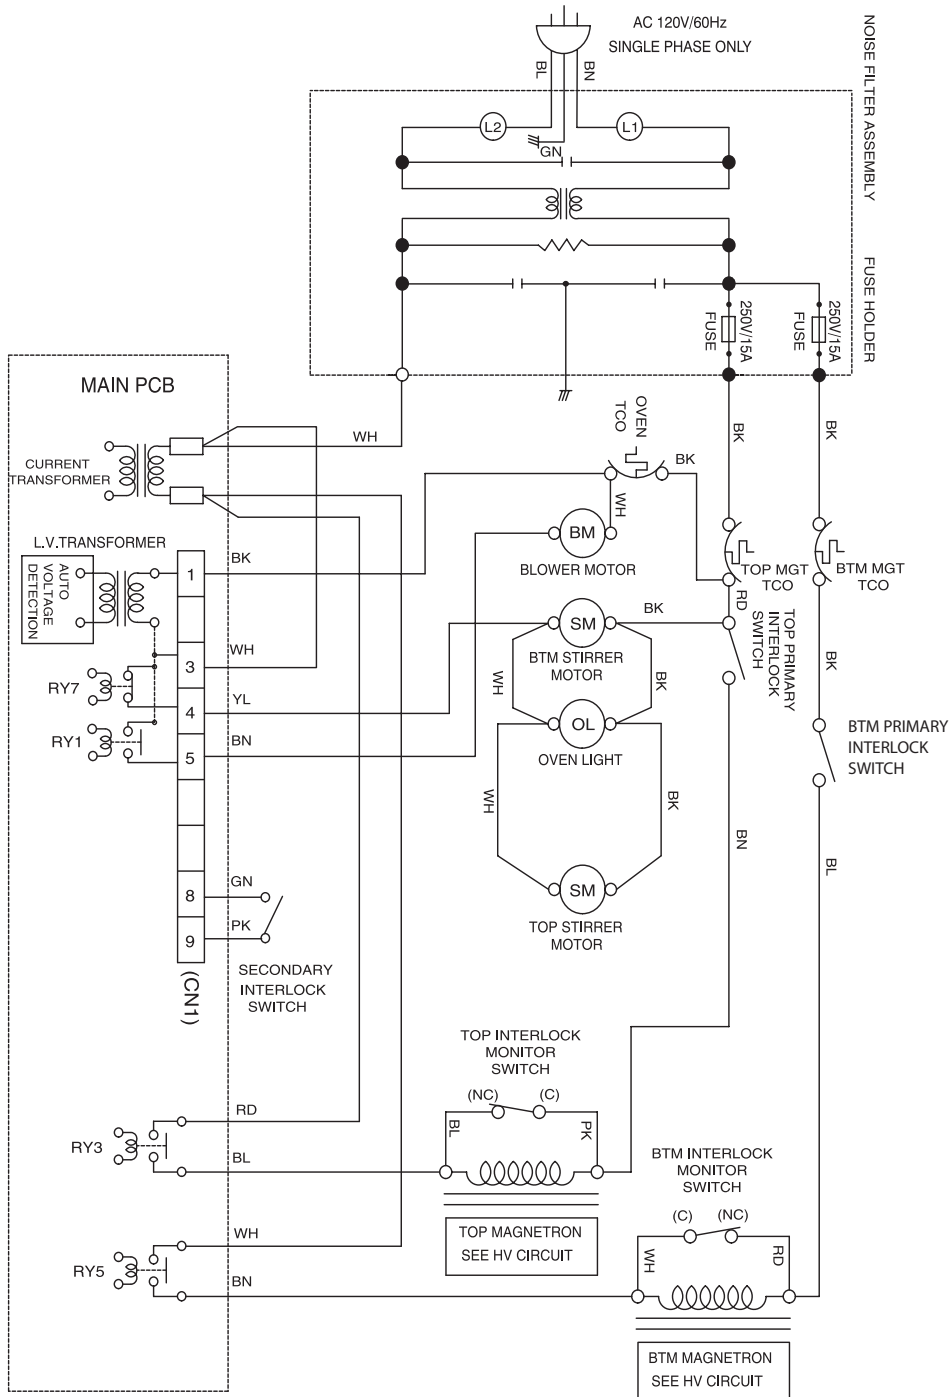 AC 120V/60Hz
SINGLE PHASE ONLY
BL
BN
NOISE FILTER ASSEMBLY
L2
L1
GN
FUSE HOLDER
250V/15A
FUSE
250V/15A
FUSE
MAIN PCB
CURRENT
TRANSFORMER
WH
OVEN
TCO
BK
BK
BK
WH
L.V.TRANSFORMER
AUTO
VOLTAGE
DETECTION
1
BK
BM
BLOWER MOTOR
TOP MGT
TCO
BTM MGT
TCO
RD
TOP PRIMARY
INTERLOCK
SWITCH
3
WH
SM
BK
BTM STIRRER
MOTOR
RY7
4
YL
WH
BK
BK
RY1
5
BN
OL
OVEN LIGHT
BTM PRIMARY
INTERLOCK
SWITCH
WH
BK
BN
BL
8
GN
SM
TOP STIRRER
MOTOR
9
PK
(CN1)
SECONDARY
INTERLOCK
SWITCH
TOP INTERLOCK
MONITOR
SWITCH
(NC)
(C)
RD
BL
PK
RY3
BL
BTM INTERLOCK
MONITOR
SWITCH
(C)
(NC)
TOP MAGNETRON
SEE HV CIRCUIT
WH
WH
RD
RY5
BN
BTM MAGNETRON
SEE HV CIRCUIT